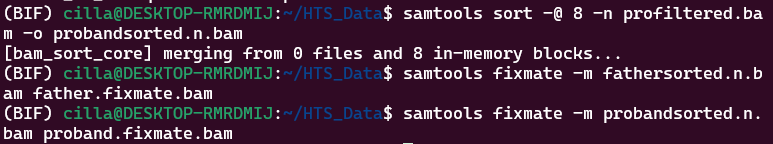 (BIF) cilla@DESKTOP-RMRDMIJ:~/HTS_Data$ samtools sort -@ 8 -n profiltered.ba
m -o probandsorted.n.bam
[bam_sort_core] merging from 0 files and 8 in-memory blocks...
(BIF) cilla@DESKTOP-RMRDMIJ:~/HTS_Data$ samtools fixmate -m fathersorted.n.b
am father.fixmate.bam
(BIF) cilla@DESKTOP-RMRDMIJ:~/HTS_Data$ samtools fixmate -m probandsorted.n.
bam proband.fixmate.bam